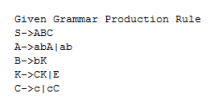 Given Grammar Production Rule
S->ABC
A->abA|ab
B->bK
K->CK|E
C->c|cC